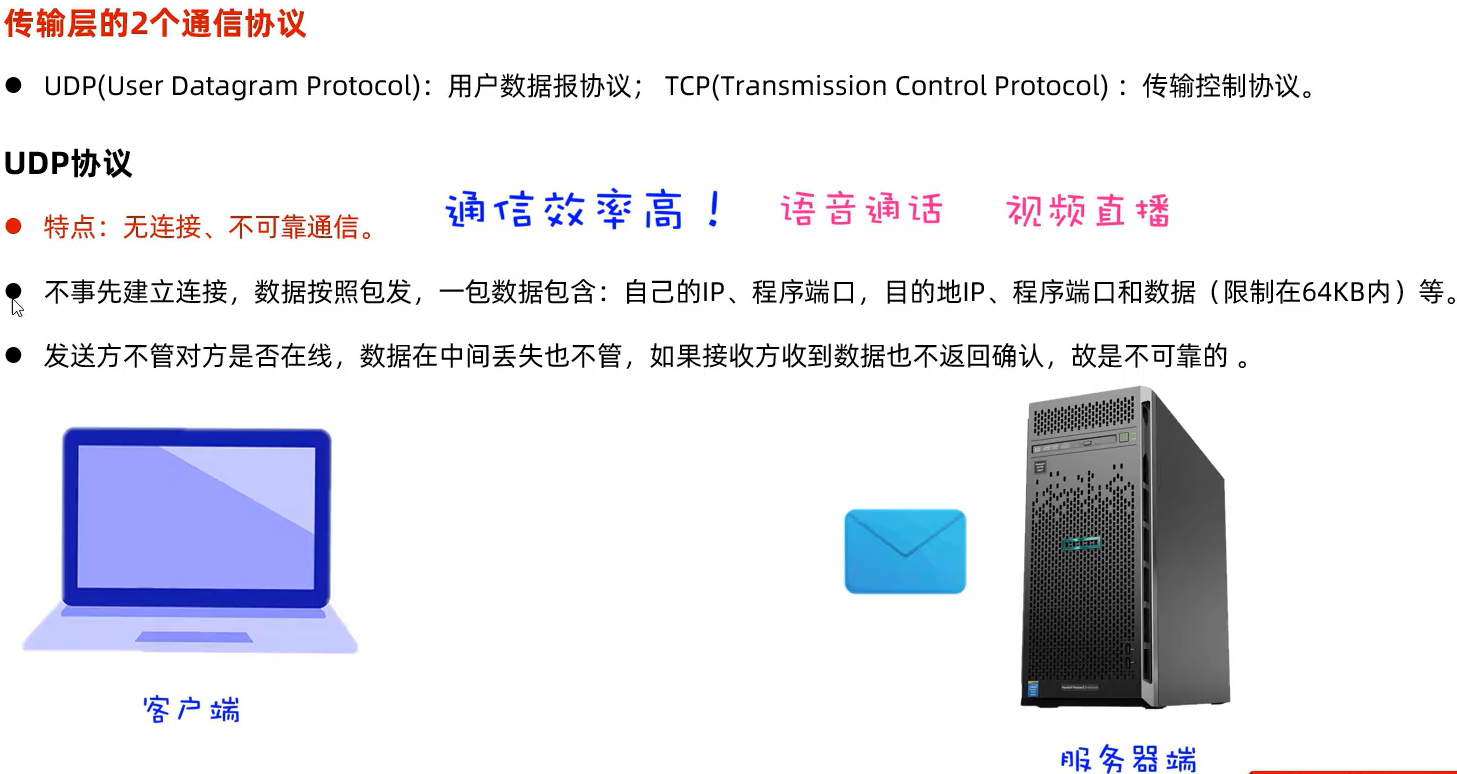 传输层的2个通信协议
UDP(User Datagram Protocol)：用户数据报协议； TCP(Transmission Control Protocol) ：传输控制协议。
UDP协议
特点：无连接、不可靠通信。 通信效率高！ 语音通话 视频直播
不事先建立连接，数据按照包发，一包数据包含：自己的IP、程序端口，目的地IP、程序端口和数据（限制在64KB内）等。
发送方不管对方是否在线，数据在中间丢失也不管，如果接收方收到数据也不返回确认，故是不可靠的 。
客户端
服务器端